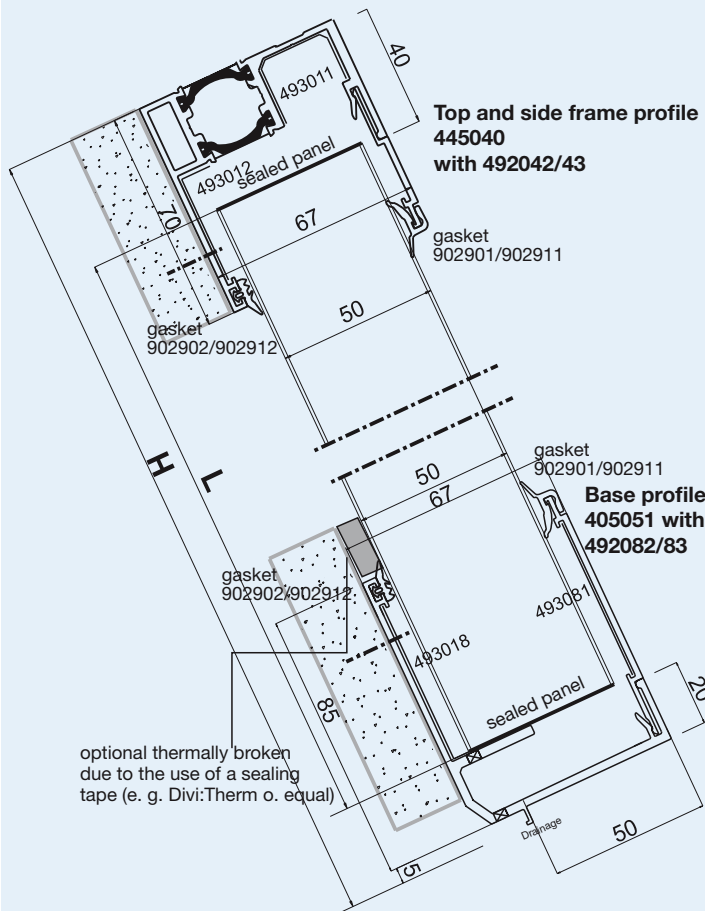 40
493011
Top and side frame profile
445040
with 492042/43
493012
sealed panel
70
67
gasket
902901/902911
50
gasket
902902/902912
H
L
gasket
902901/902911
50
67
Base profile
405051 with
492082/83
gasket
902902/902912
493081
493018
85
sealed panel
20
optional thermally broken
due to the use of a sealing
tape (e. g. Divi:Therm o. equal)
Drainage
50
5